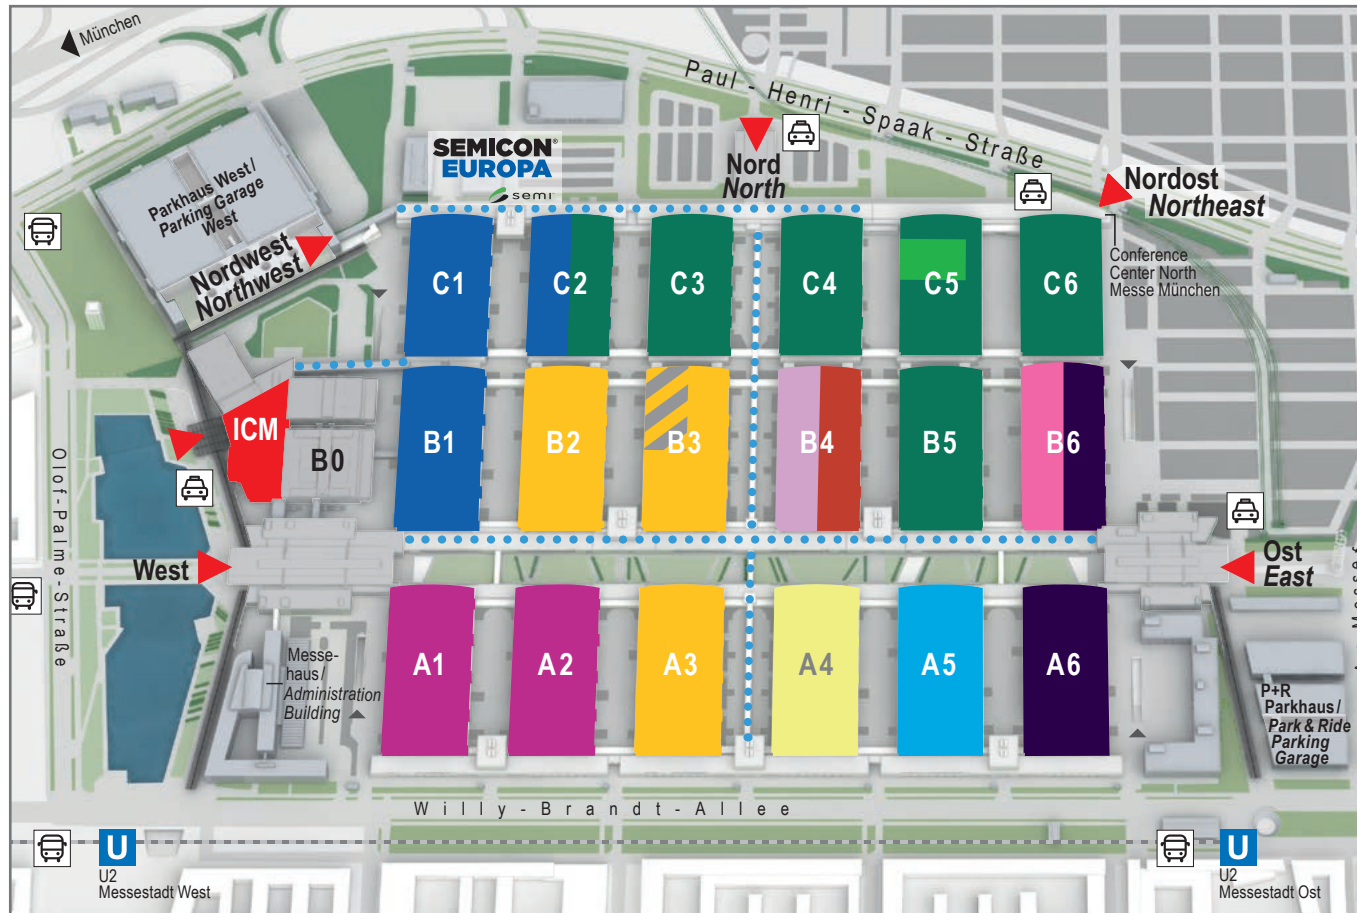 München
Paul-Henri-Spaak-Straße
SEMICON®
EUROPA
semi
Nord
North
Nordost
Northeast
Parkhaus West/
Parking Garage
West
Nordwest
Northwest
Conference
Center North
Messe München
C1
C2
C3
C4
C5
C6
ICM
B0
B1
B2
B3
B4
B5
B6
Olof-Palme-Straße
West
Ost
East
A1
A2
A3
A4
A5
A6
Messe-
haus/
Administration
Building
P+R
Parkhaus/
Park & Ride
Parking
Garage
Willy-Brandt-Allee
U
U2
Messestadt West
U
U2
Messestadt Ost